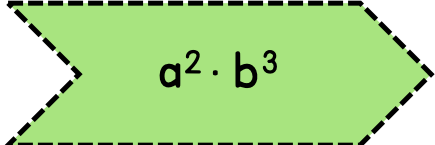 a² · b³